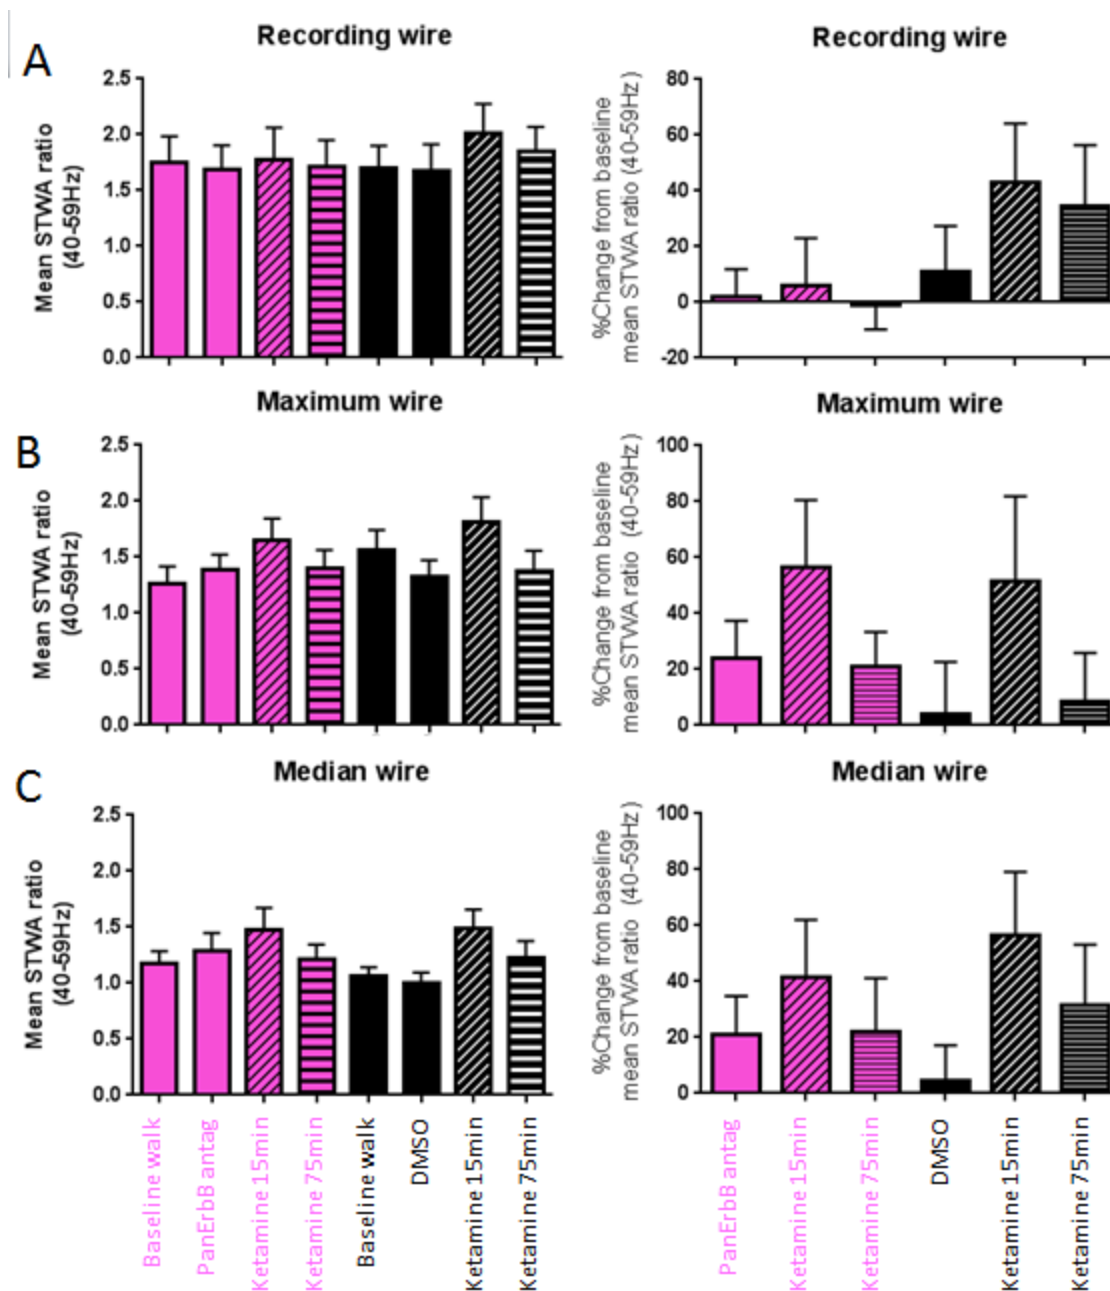 A
Recording wire
Mean STWA ratio
(40-59Hz)
2.5
2.0
1.5
1.0
0.5
0.0
Recording wire
%Change from baseline
mean STWA ratio (40-59Hz)
80
60
40
20
0
-20
B
Maximum wire
Mean STWA ratio
(40-59Hz)
2.5
2.0
1.5
1.0
0.5
0.0
Maximum wire
%Change from baseline
mean STWA ratio (40-59Hz)
100
80
60
40
20
0
C
Median wire
Mean STWA ratio
(40-59Hz)
2.5
2.0
1.5
1.0
0.5
0.0
Baseline walk
PanErbB antag
Ketamine 15min
Ketamine 75min
Baseline walk
DMSO
Ketamine 15min
Ketamine 75min
Median wire
%Change from baseline
mean STWA ratio (40-59Hz)
100
80
60
40
20
0
PanErbB antag
Ketamine 15min
Ketamine 75min
DMSO
Ketamine 15min
Ketamine 75min